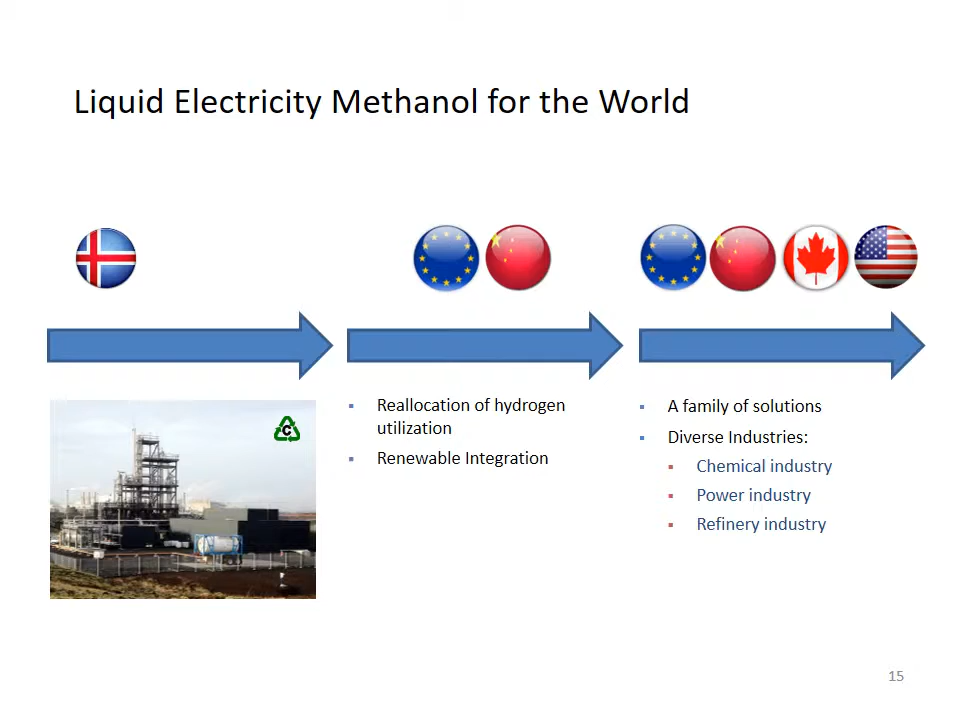 Liquid Electricity Methanol for the World
C
Reallocation of hydrogen
utilization
Renewable Integration
A family of solutions
Diverse Industries:
Chemical industry
Power industry
Refinery industry
15